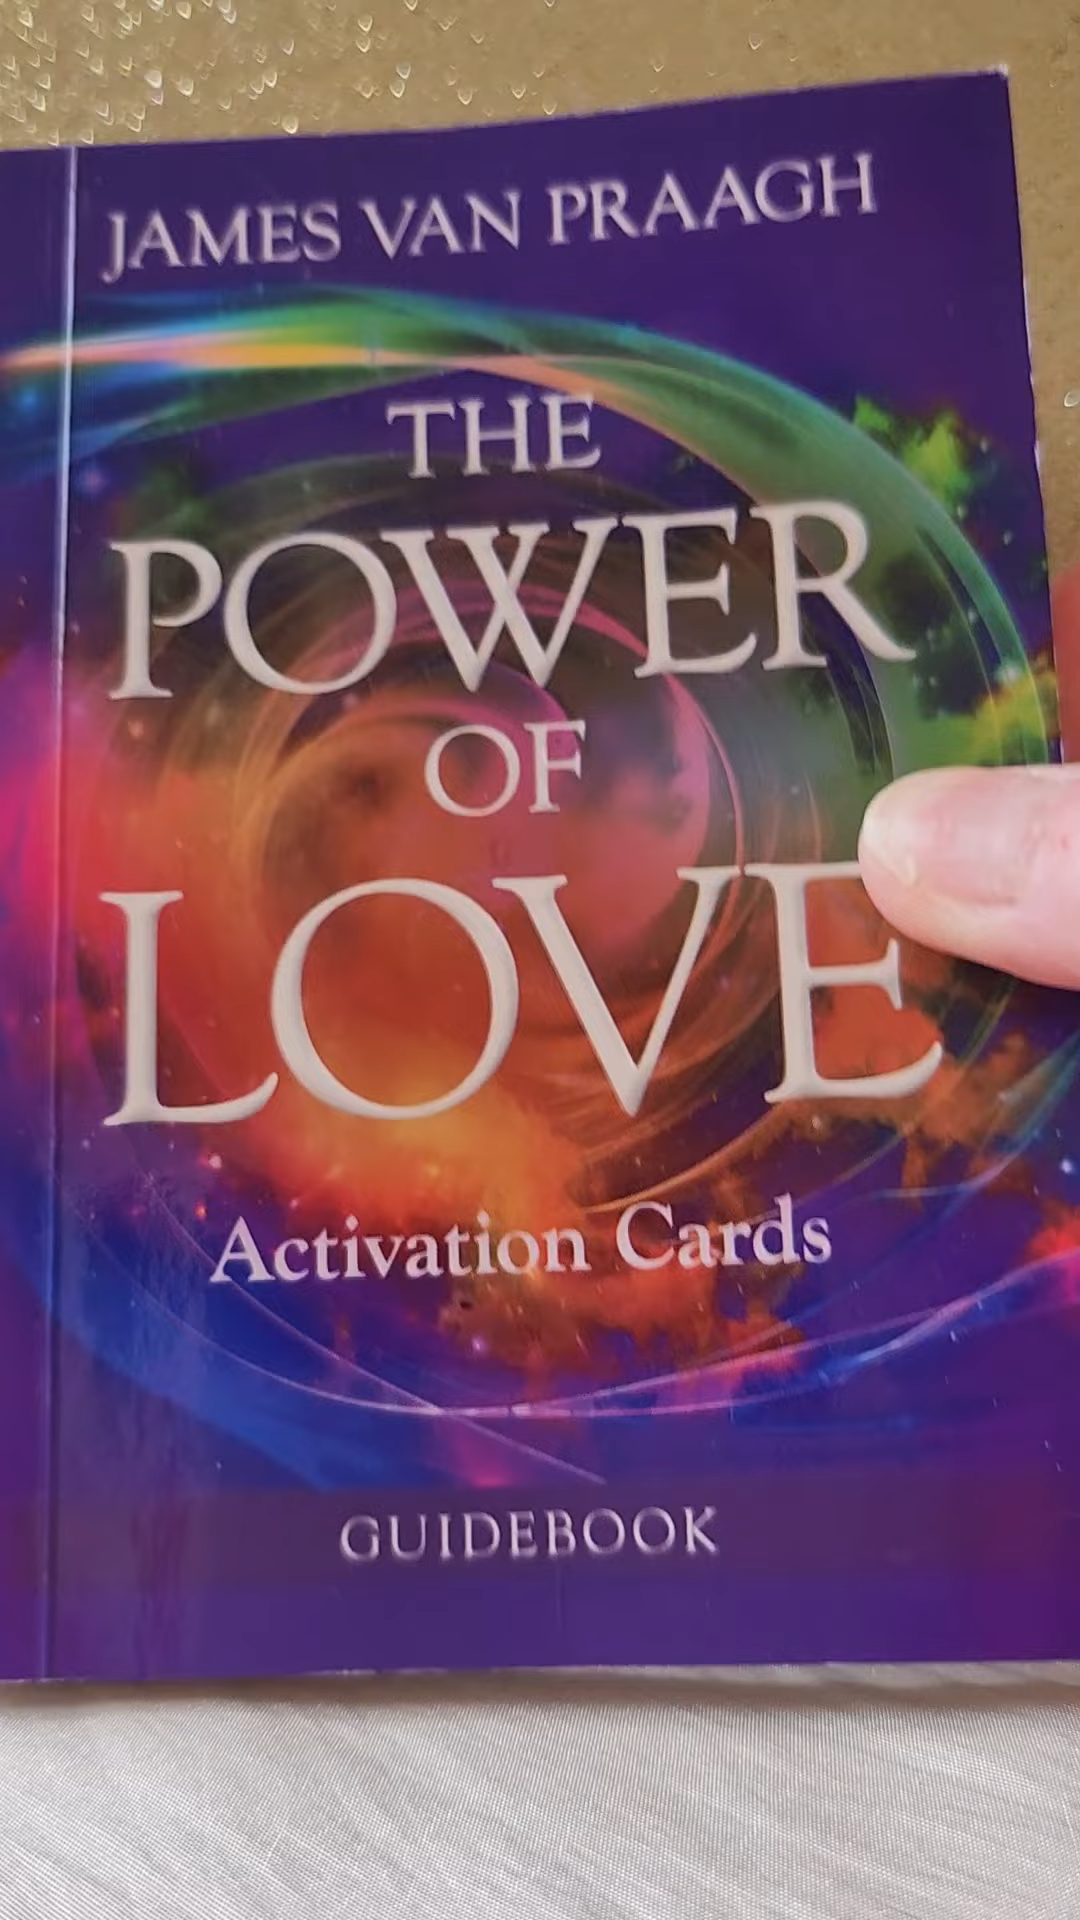 JAMES VAN PRAAGH
THE
POWER
OF
LOVE
Activation Cards
GUIDEBOOK